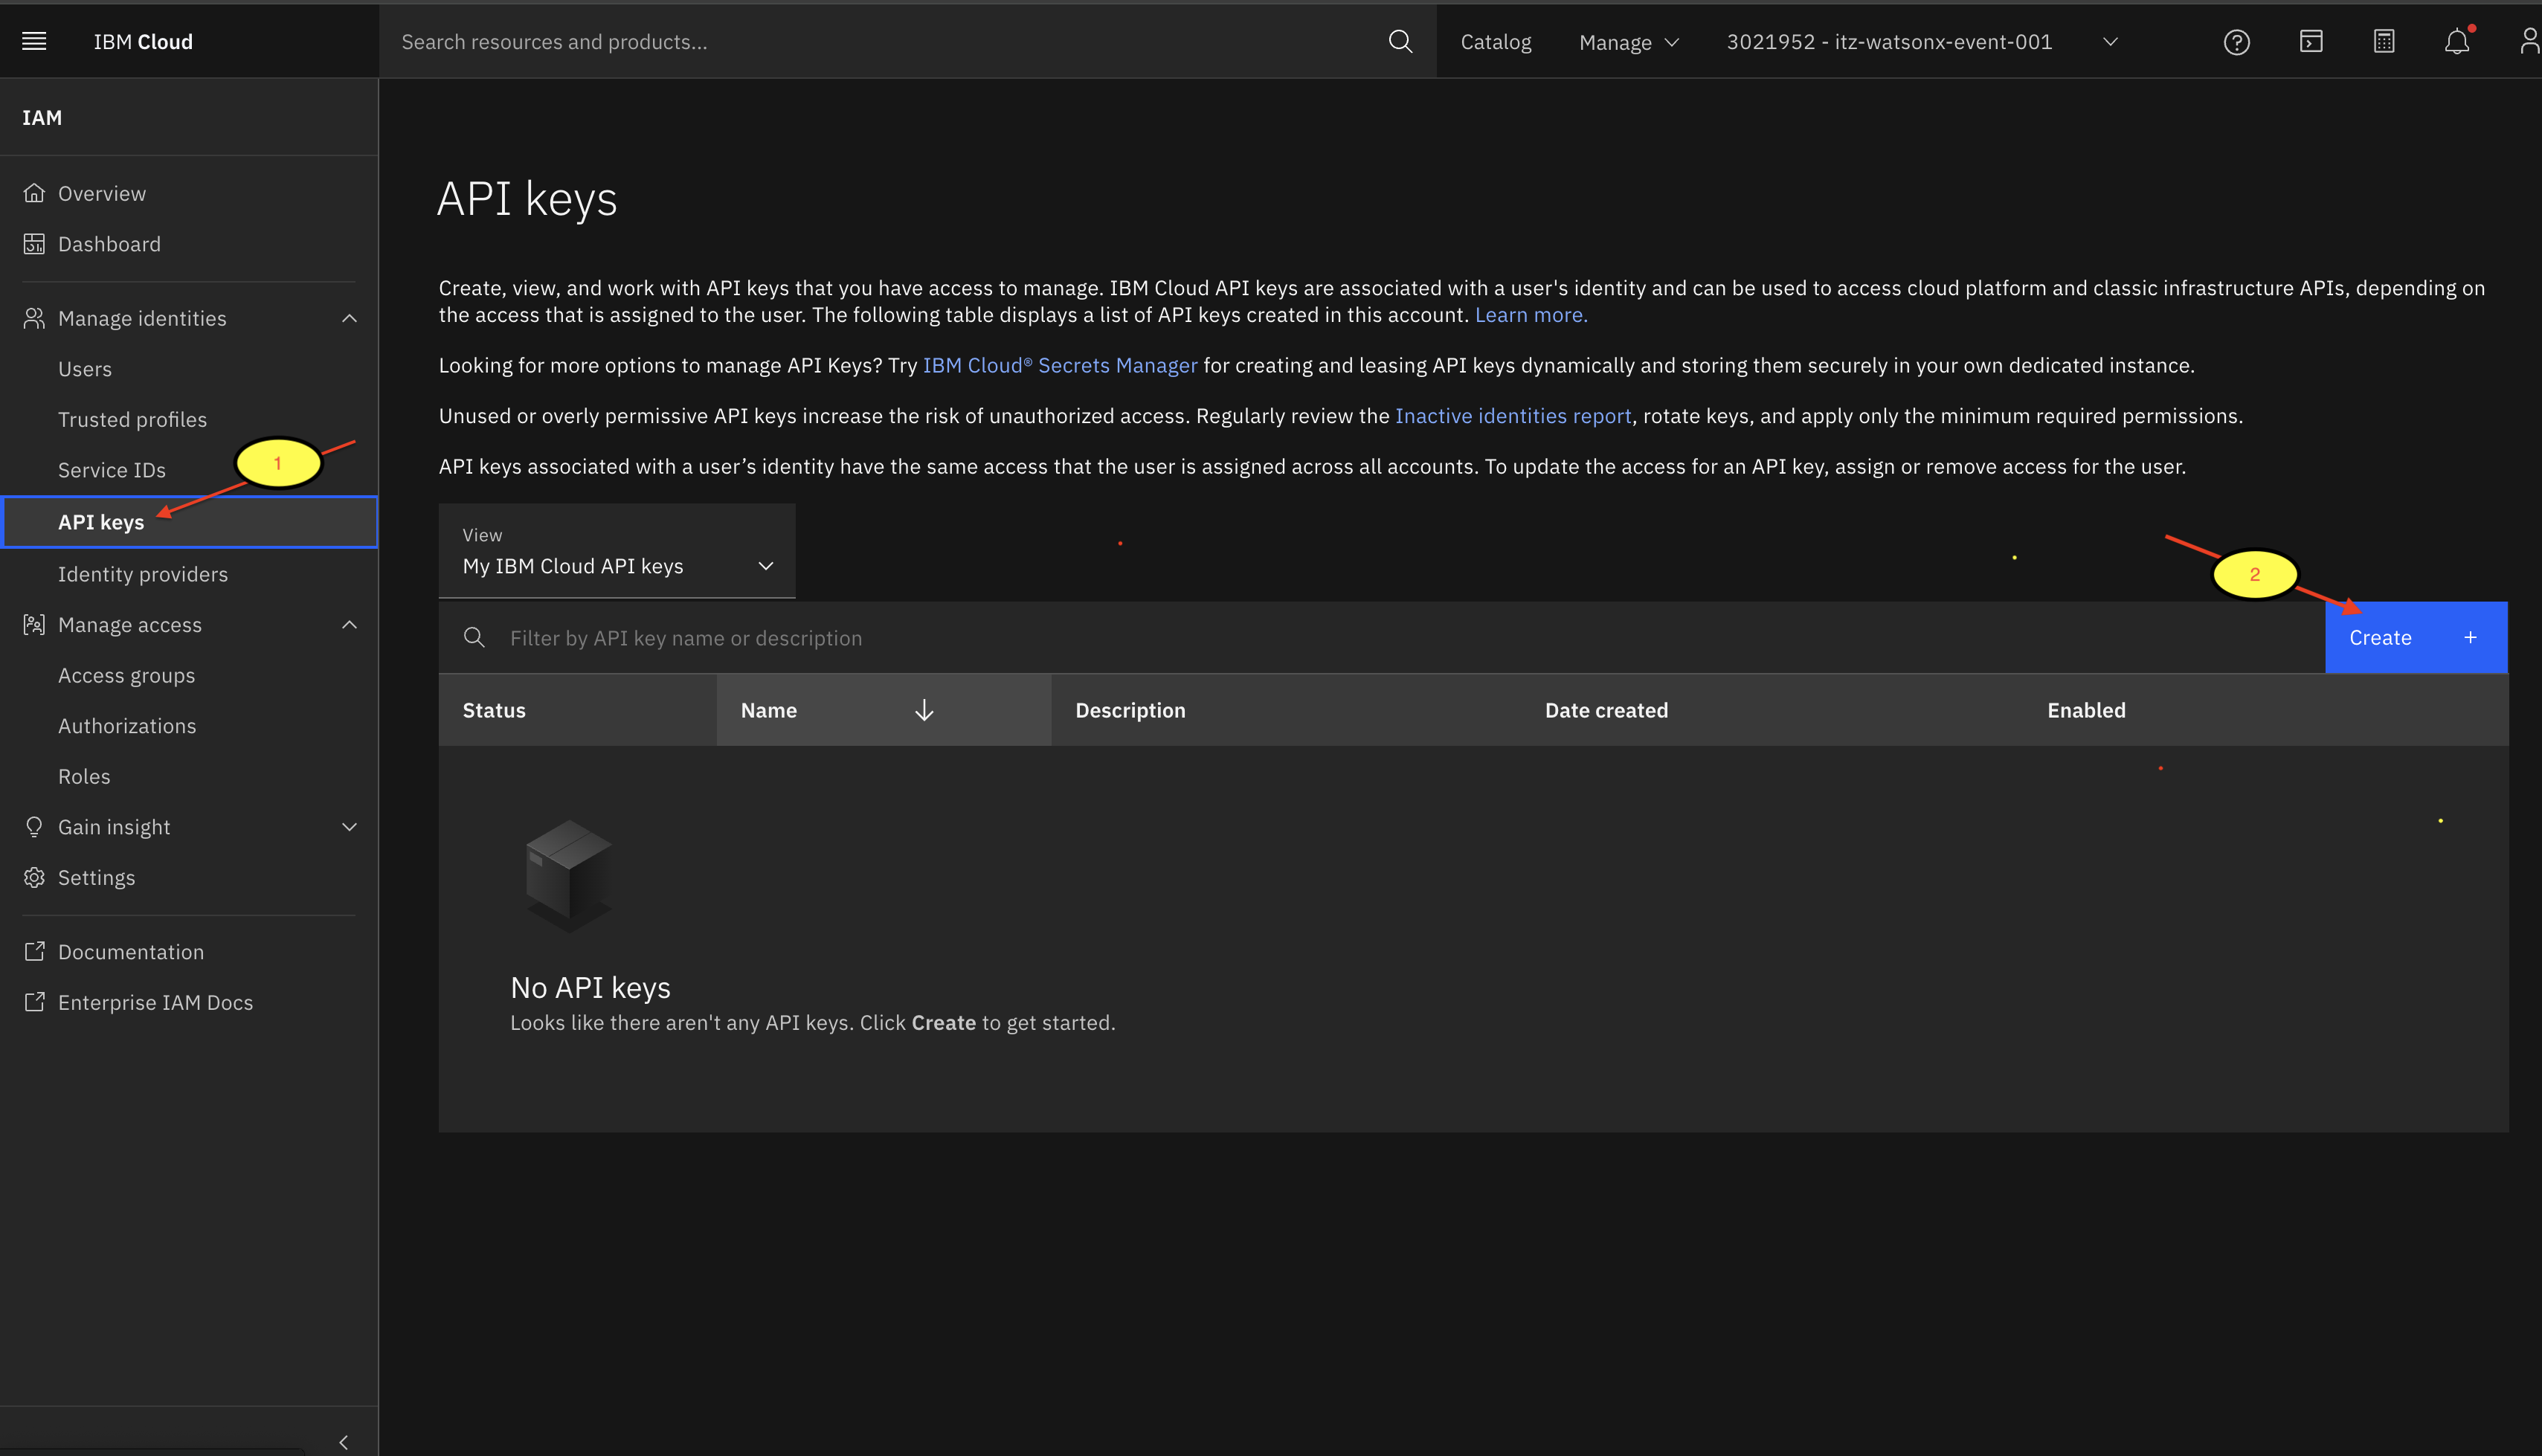 IBM Cloud
Search resources and products...
Catalog
Manage
3021952 - itz-watsonx-event-001
IAM
Overview
Dashboard
Manage identities
Users
Trusted profiles
Service IDs
1
API keys
Identity providers
Manage access
Access groups
Authorizations
Roles
Gain insight
Settings
Documentation
Enterprise IAM Docs
API keys
Create, view, and work with API keys that you have access to manage. IBM Cloud API keys are associated with a user's identity and can be used to access cloud platform and classic infrastructure APIs, depending on
the access that is assigned to the user. The following table displays a list of API keys created in this account. Learn more.
Looking for more options to manage API Keys? Try IBM Cloud® Secrets Manager for creating and leasing API keys dynamically and storing them securely in your own dedicated instance.
Unused or overly permissive API keys increase the risk of unauthorized access. Regularly review the Inactive identities report, rotate keys, and apply only the minimum required permissions.
API keys associated with a user’s identity have the same access that the user is assigned across all accounts. To update the access for an API key, assign or remove access for the user.
View
My IBM Cloud API keys
2
Filter by API key name or description
Create +
Status Name Description Date created Enabled
No API keys
Looks like there aren't any API keys. Click Create to get started.